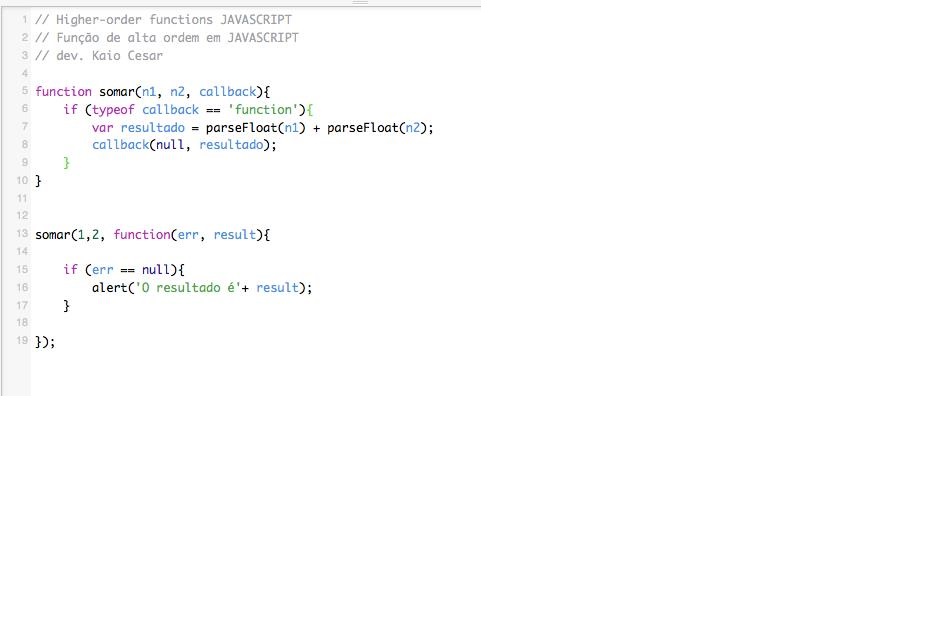 1 // Higher-order functions JAVASCRIPT
2 // Função de alta ordem em JAVASCRIPT
3 // dev. Kaio Cesar
4
5 function somar(n1, n2, callback){
6     if (typeof callback == 'function'){
7         var resultado = parseFloat(n1) + parseFloat(n2);
8         callback(null, resultado);
9     }
10 }
11
12
13 somar(1,2, function(err, result){
14
15     if (err == null){
16         alert('O resultado é'+ result);
17     }
18
19 });